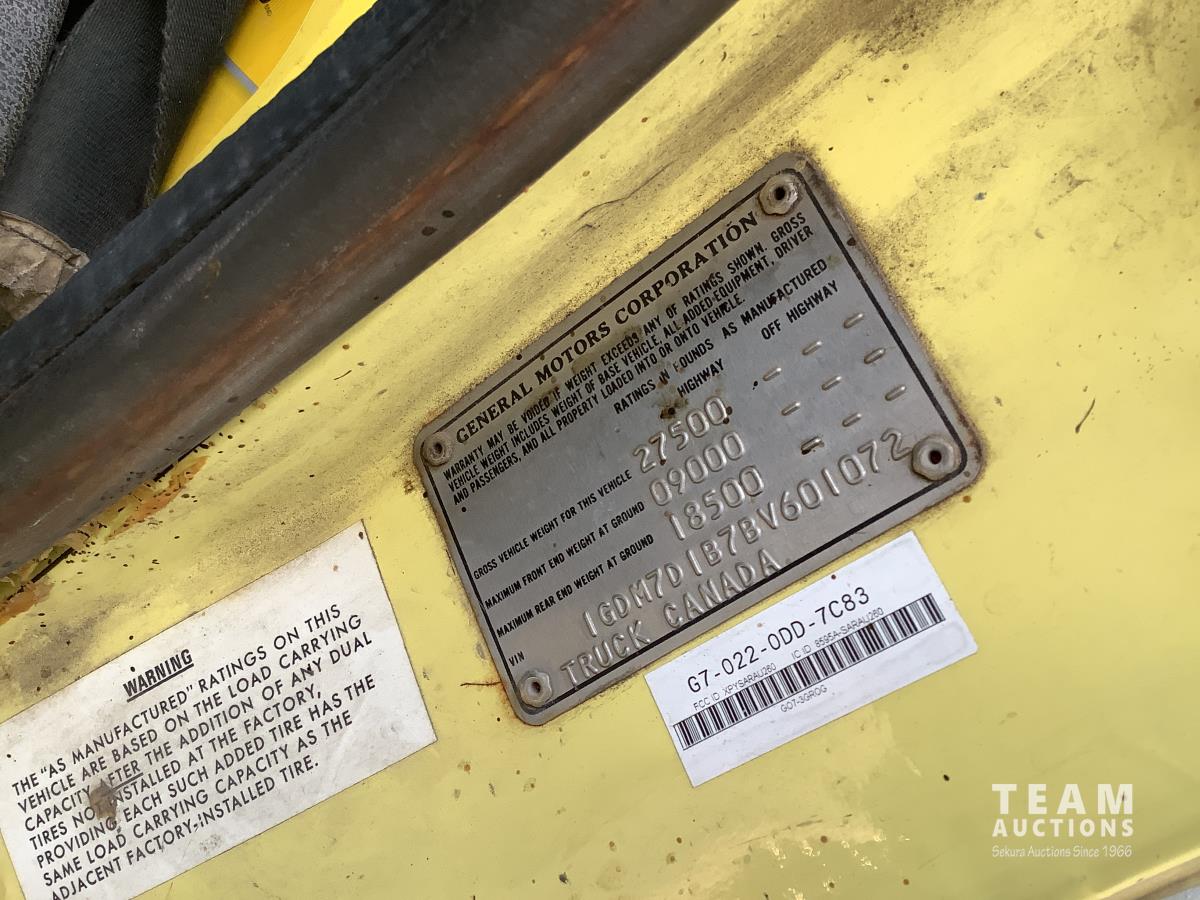 GENERAL MOTORS CORPORATION
WARRANTY MAY BE VOIDED IF WEIGHT EXCEEDS ANY OF RATINGS SHOWN. GROSS
VEHICLE WEIGHT INCLUDES WEIGHT OF BASE VEHICLE, ALL ADDED EQUIPMENT, DRIVER
AND PASSENGERS, AND ALL PROPERTY LOADED INTO OR ONTO VEHICLE.
RATINGS IN POUNDS AS MANUFACTURED
HIGHWAY OFF HIGHWAY
GROSS VEHICLE WEIGHT FOR THIS VEHICLE 27500 - - -
MAXIMUM FRONT END WEIGHT AT GROUND 09000 - - -
MAXIMUM REAR END WEIGHT AT GROUND 18500 - - -
VIN 1GDM7D1B7BV601072
TRUCK CANADA
G7-022-0DD-7C83
FCC ID XPYSARAU260 IC ID 8595A-SARAU260
GO7-3GROG
WARNING
THE "AS MANUFACTURED" RATINGS ON THIS
VEHICLE ARE BASED ON THE LOAD CARRYING
CAPACITY AFTER THE ADDITION OF ANY DUAL
TIRES NOT INSTALLED AT THE FACTORY,
PROVIDING EACH SUCH ADDED TIRE HAS THE
SAME LOAD CARRYING CAPACITY AS THE
ADJACENT FACTORY-INSTALLED TIRE.
TEAM
AUCTIONS
Sekura Auctions Since 1966